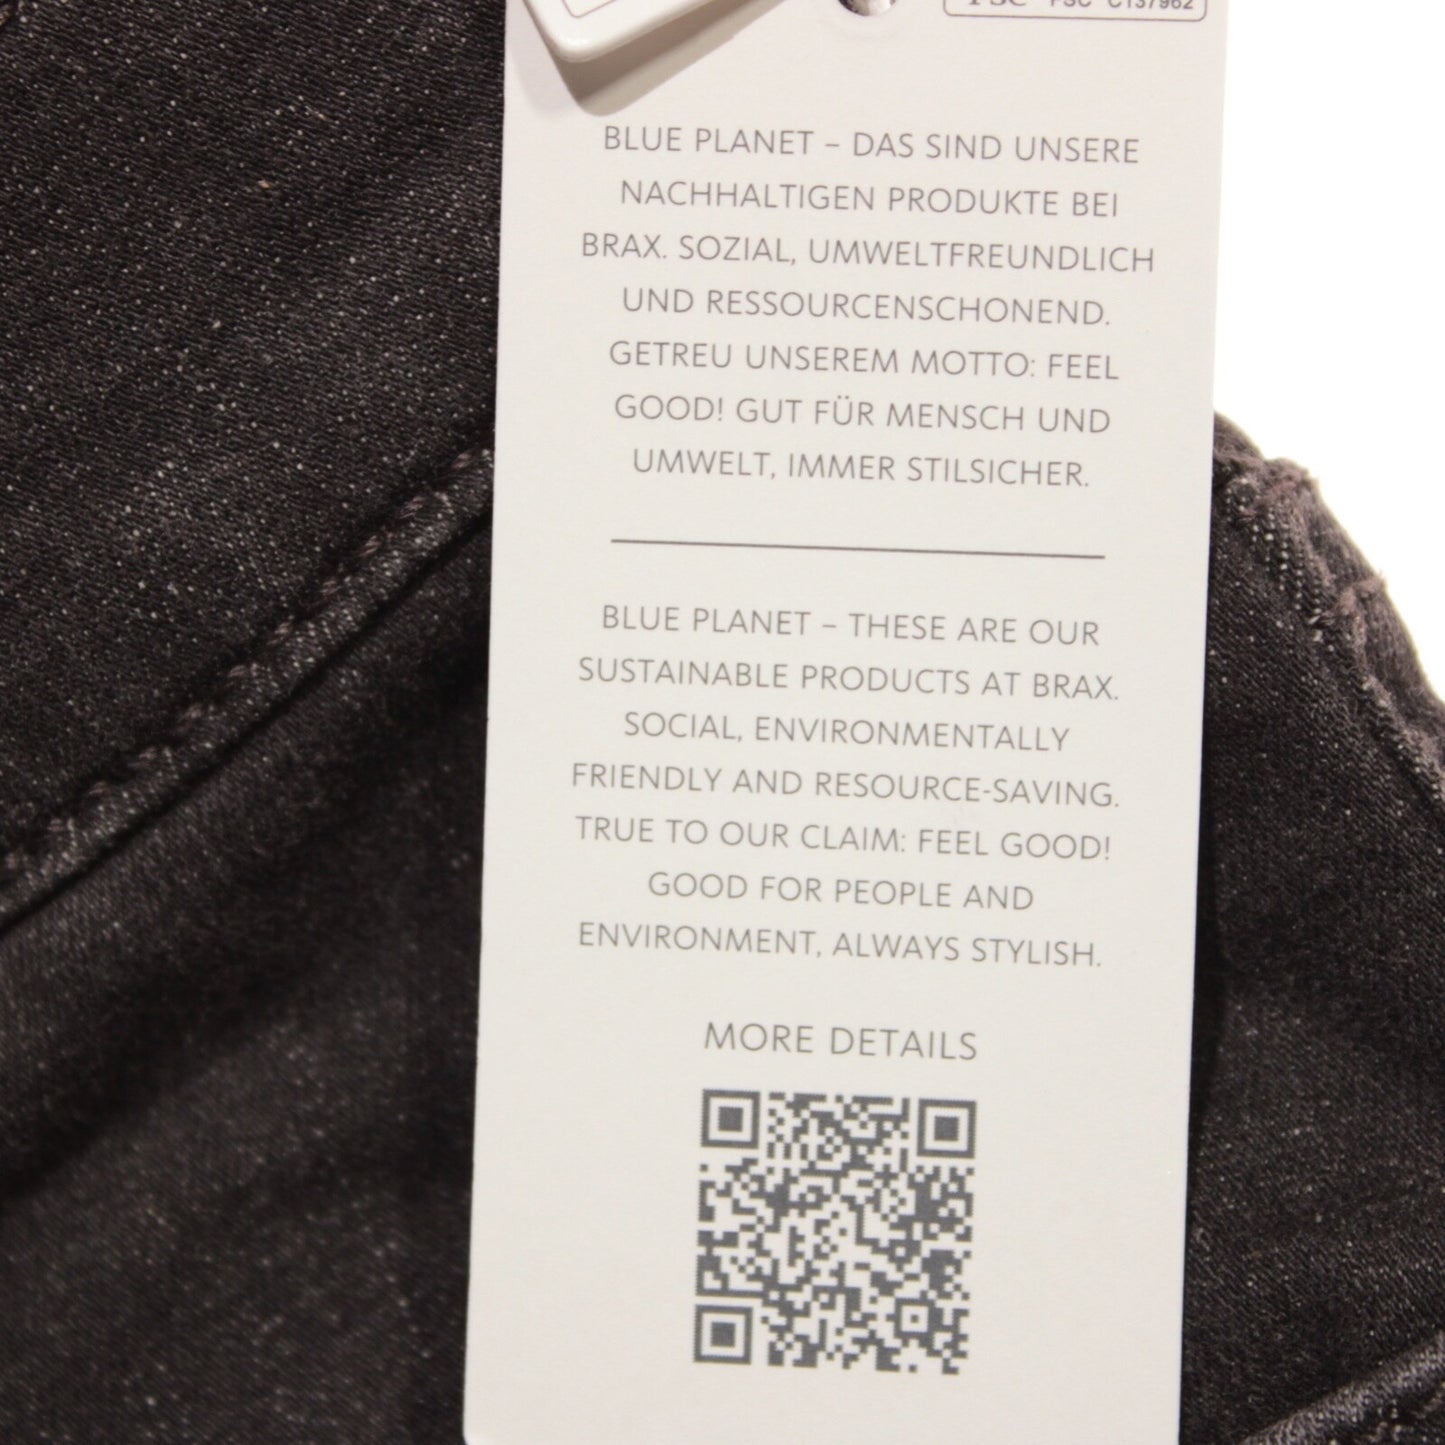 FSC C137962
BLUE PLANET – DAS SIND UNSERE
NACHHALTIGEN PRODUKTE BEI
BRAX. SOZIAL, UMWELTFREUNDLICH
UND RESSOURCENSCHONEND.
GETREU UNSEREM MOTTO: FEEL
GOOD! GUT FÜR MENSCH UND
UMWELT, IMMER STILSICHER.
BLUE PLANET – THESE ARE OUR
SUSTAINABLE PRODUCTS AT BRAX.
SOCIAL, ENVIRONMENTALLY
FRIENDLY AND RESOURCE-SAVING.
TRUE TO OUR CLAIM: FEEL GOOD!
GOOD FOR PEOPLE AND
ENVIRONMENT, ALWAYS STYLISH.
MORE DETAILS